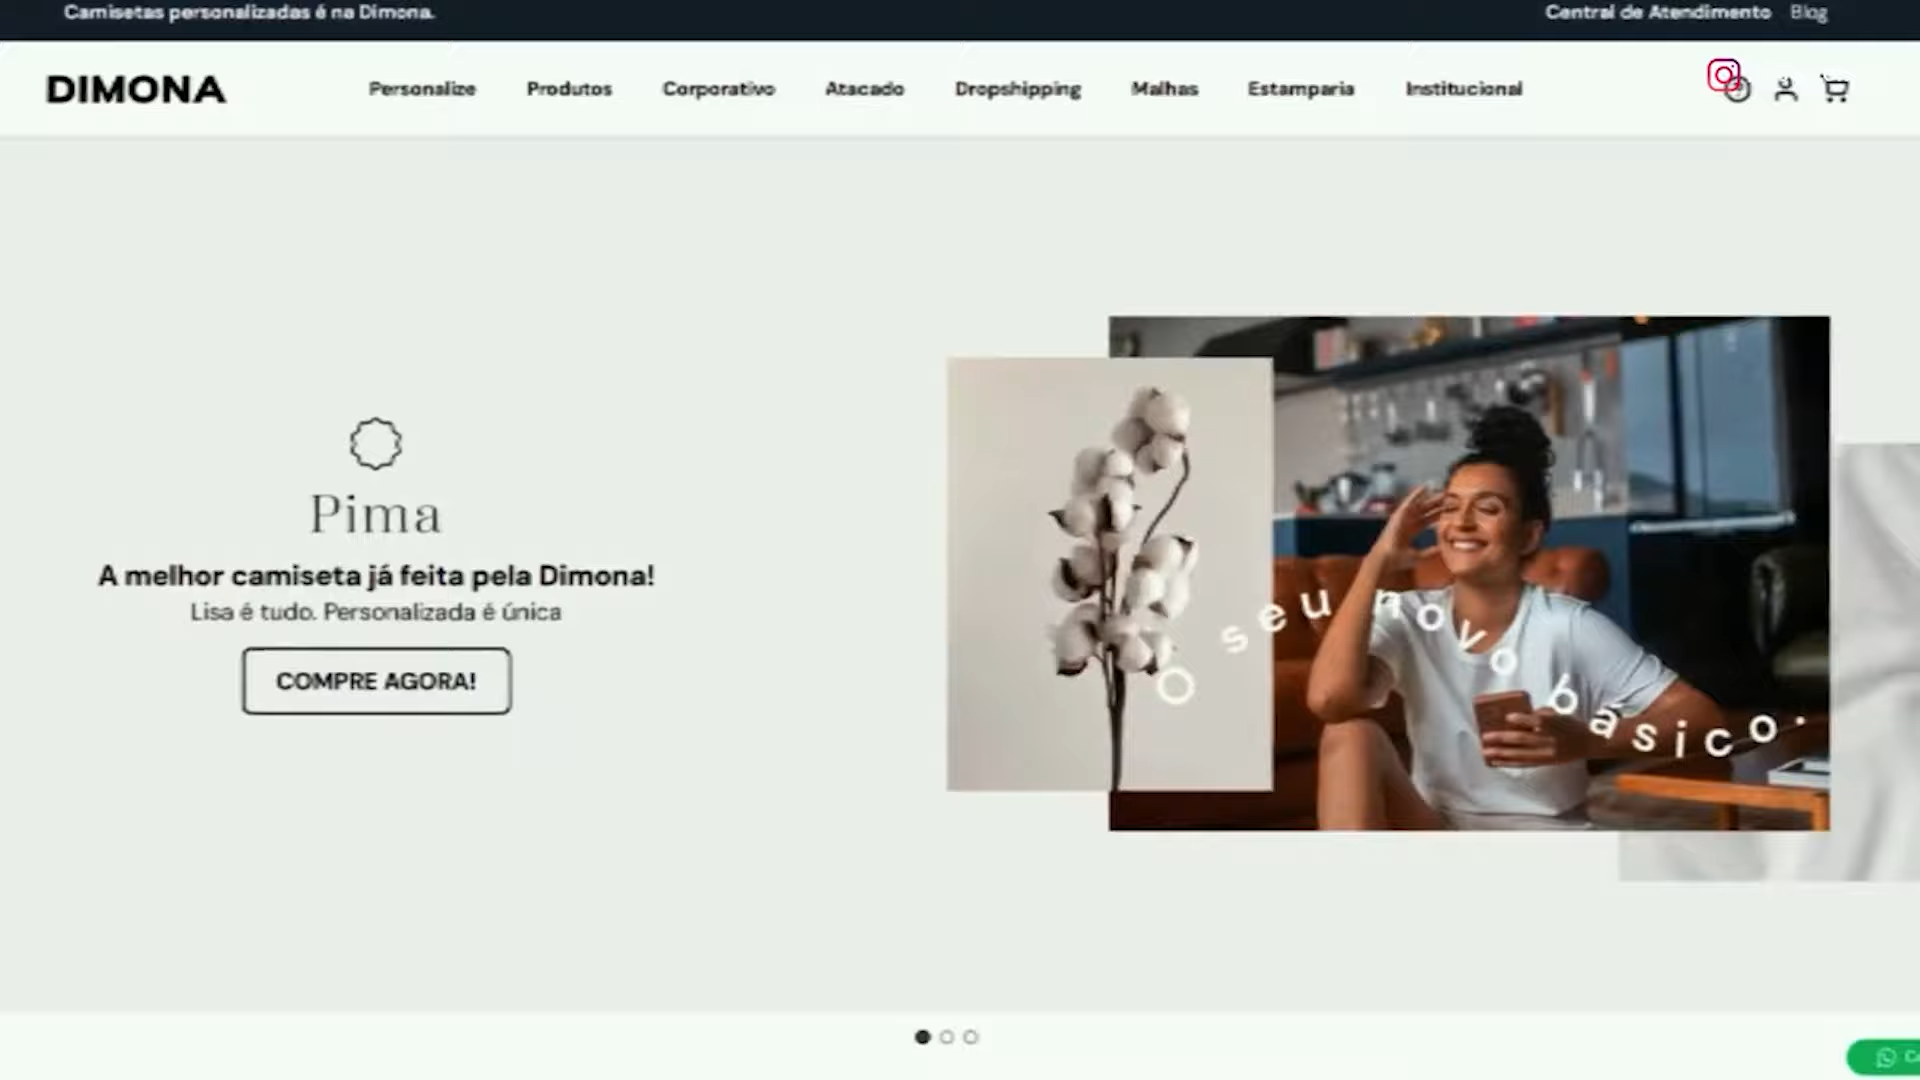 Camisetas personalizadas é na Dimona.
Central de Atendimento Blog
DIMONA
Personalize Produtos Corporativo Atacado Dropshipping Malhas Estamparia Institucional
Pima
A melhor camiseta já feita pela Dimona!
Lisa é tudo. Personalizada é única
COMPRE AGORA!
O seu novo básico.